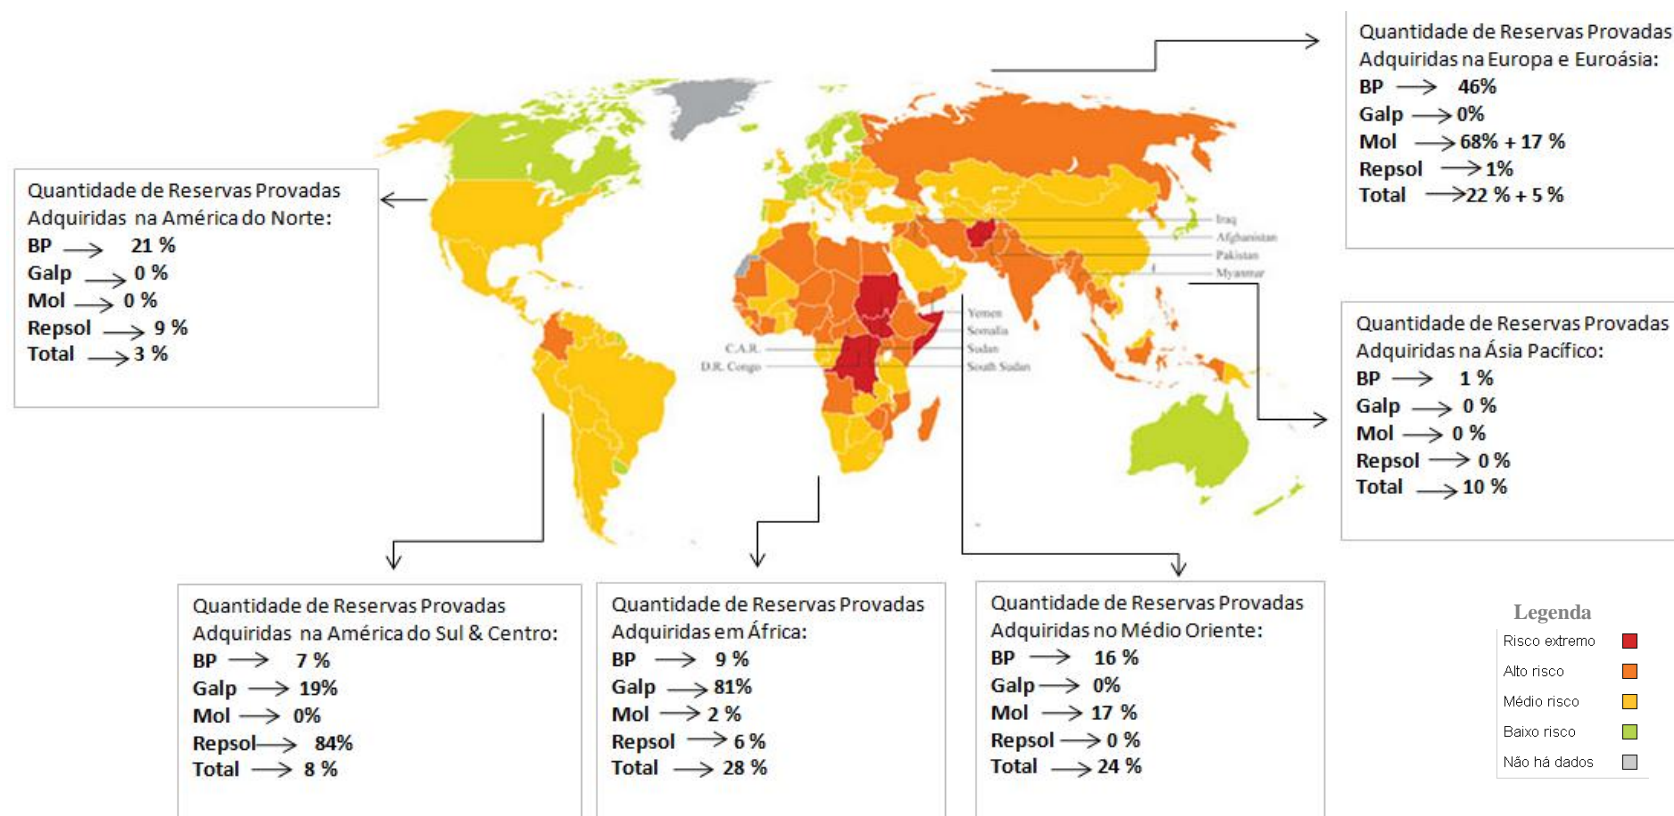 Quantidade de Reservas Provadas
Adquiridas na Europa e Euroásia:
BP → 46%
Galp → 0%
Mol → 68% + 17 %
Repsol → 1%
Total → 22 % + 5 %
Quantidade de Reservas Provadas
Adquiridas na América do Norte:
BP → 21 %
Galp → 0 %
Mol → 0 %
Repsol → 9 %
Total → 3 %
Iraq
Afghanistan
Pakistan
Myanmar
Yemen
Somalia
Sudan
South Sudan
C.A.R.
D.R. Congo
Quantidade de Reservas Provadas
Adquiridas na Ásia Pacífico:
BP → 1 %
Galp → 0 %
Mol → 0 %
Repsol → 0 %
Total → 10 %
Quantidade de Reservas Provadas
Adquiridas na América do Sul & Centro:
BP → 7 %
Galp → 19%
Mol → 0%
Repsol → 84%
Total → 8 %
Quantidade de Reservas Provadas
Adquiridas em África:
BP → 9 %
Galp → 81%
Mol → 2 %
Repsol → 6 %
Total → 28 %
Quantidade de Reservas Provadas
Adquiridas no Médio Oriente:
BP → 16 %
Galp → 0%
Mol → 17 %
Repsol → 0 %
Total → 24 %
Legenda
Risco extremo
Alto risco
Médio risco
Baixo risco
Não há dados